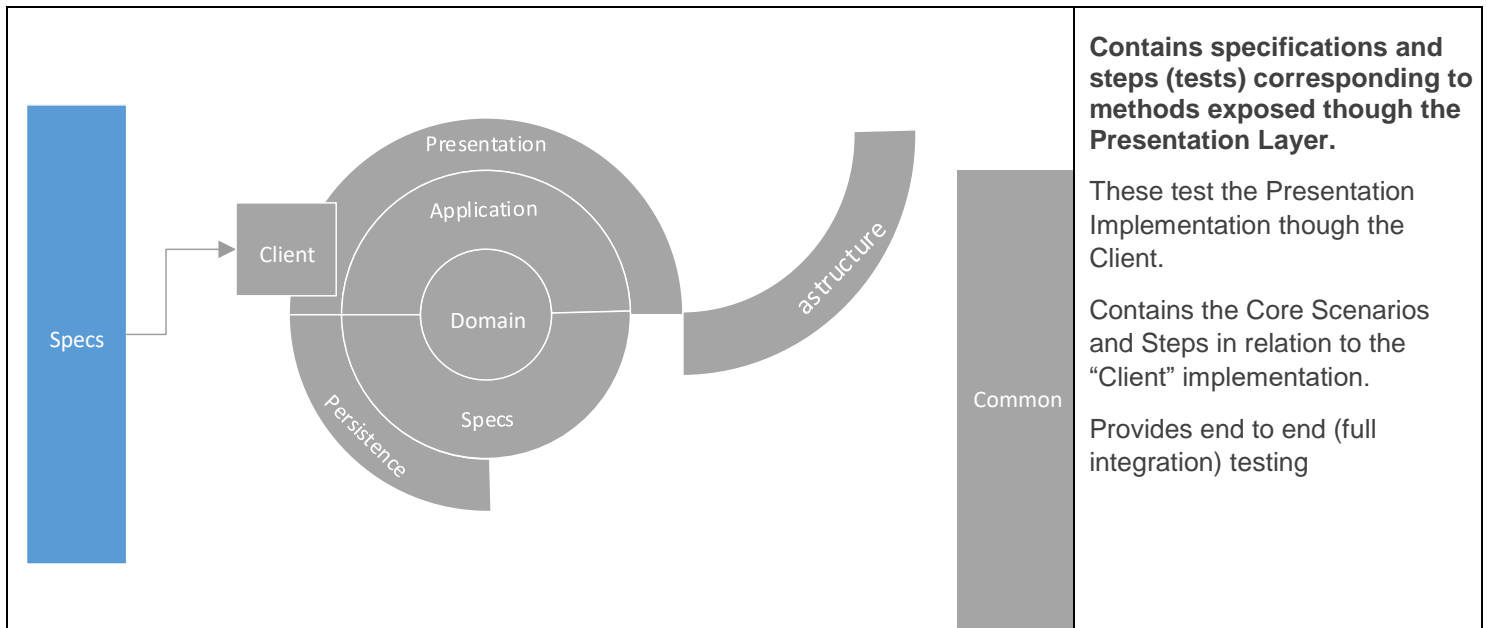 Specs
Client
Presentation
Application
Domain
Specs
Persistence
astructure
Common
Contains specifications and
steps (tests) corresponding to
methods exposed though the
Presentation Layer.
These test the Presentation
Implementation though the
Client.
Contains the Core Scenarios
and Steps in relation to the
“Client” implementation.
Provides end to end (full
integration) testing